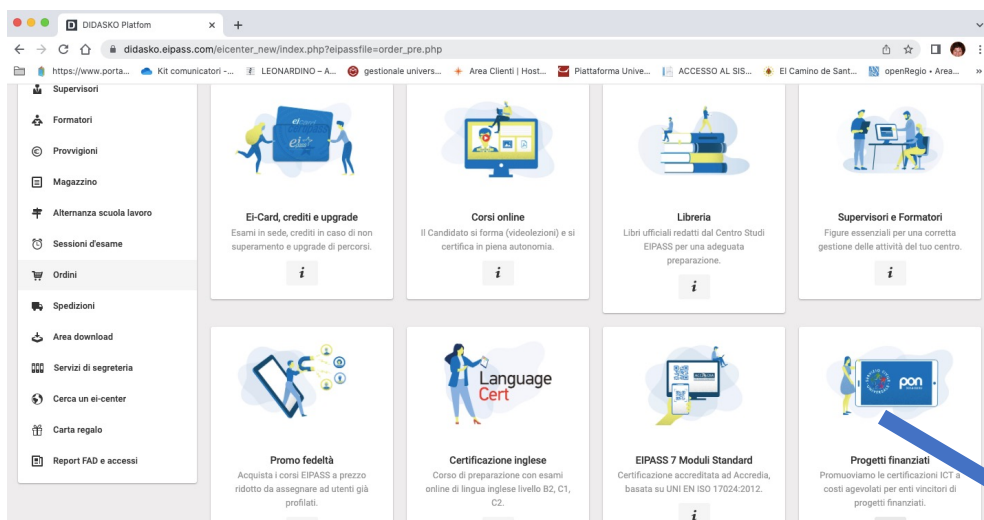 DIDASKO Platfom
didasko.eipass.com/eicenter_new/index.php?eipassfile=order_pre.php
https://www.porta...
Kit comunicatori -...
LEONARDINO – A...
gestionale univers...
Area Clienti | Host...
Piattaforma Unive...
ACCESSO AL SIS...
El Camino de Sant...
openRegio • Area...
Supervisori
Formatori
Provvigioni
Magazzino
Alternanza scuola lavoro
Sessioni d'esame
Ordini
Spedizioni
Area download
Servizi di segreteria
Cerca un ei-center
Carta regalo
Report FAD e accessi
Ei-Card, crediti e upgrade
Esami in sede, crediti in caso di non
superamento e upgrade di percorsi.
i
Corsi online
Il Candidato si forma (videolezioni) e si
certifica in piena autonomia.
i
Libreria
Libri ufficiali redatti dal Centro Studi
EIPASS per una adeguata
preparazione.
i
Supervisori e Formatori
Figure essenziali per una corretta
gestione delle attività del tuo centro.
i
Promo fedeltà
Acquista i corsi EIPASS a prezzo
ridotto da assegnare ad utenti già
profilati.
Language
Cert
Certificazione inglese
Corso di preparazione con esami
online di lingua inglese livello B2, C1,
C2.
EIPASS 7 Moduli Standard
Certificazione accreditata ad Accredia,
basata su UNI EN ISO 17024:2012.
i
pon
Progetti finanziati
Promuoviamo le certificazioni ICT a
costi agevolati per enti vincitori di
progetti finanziati.